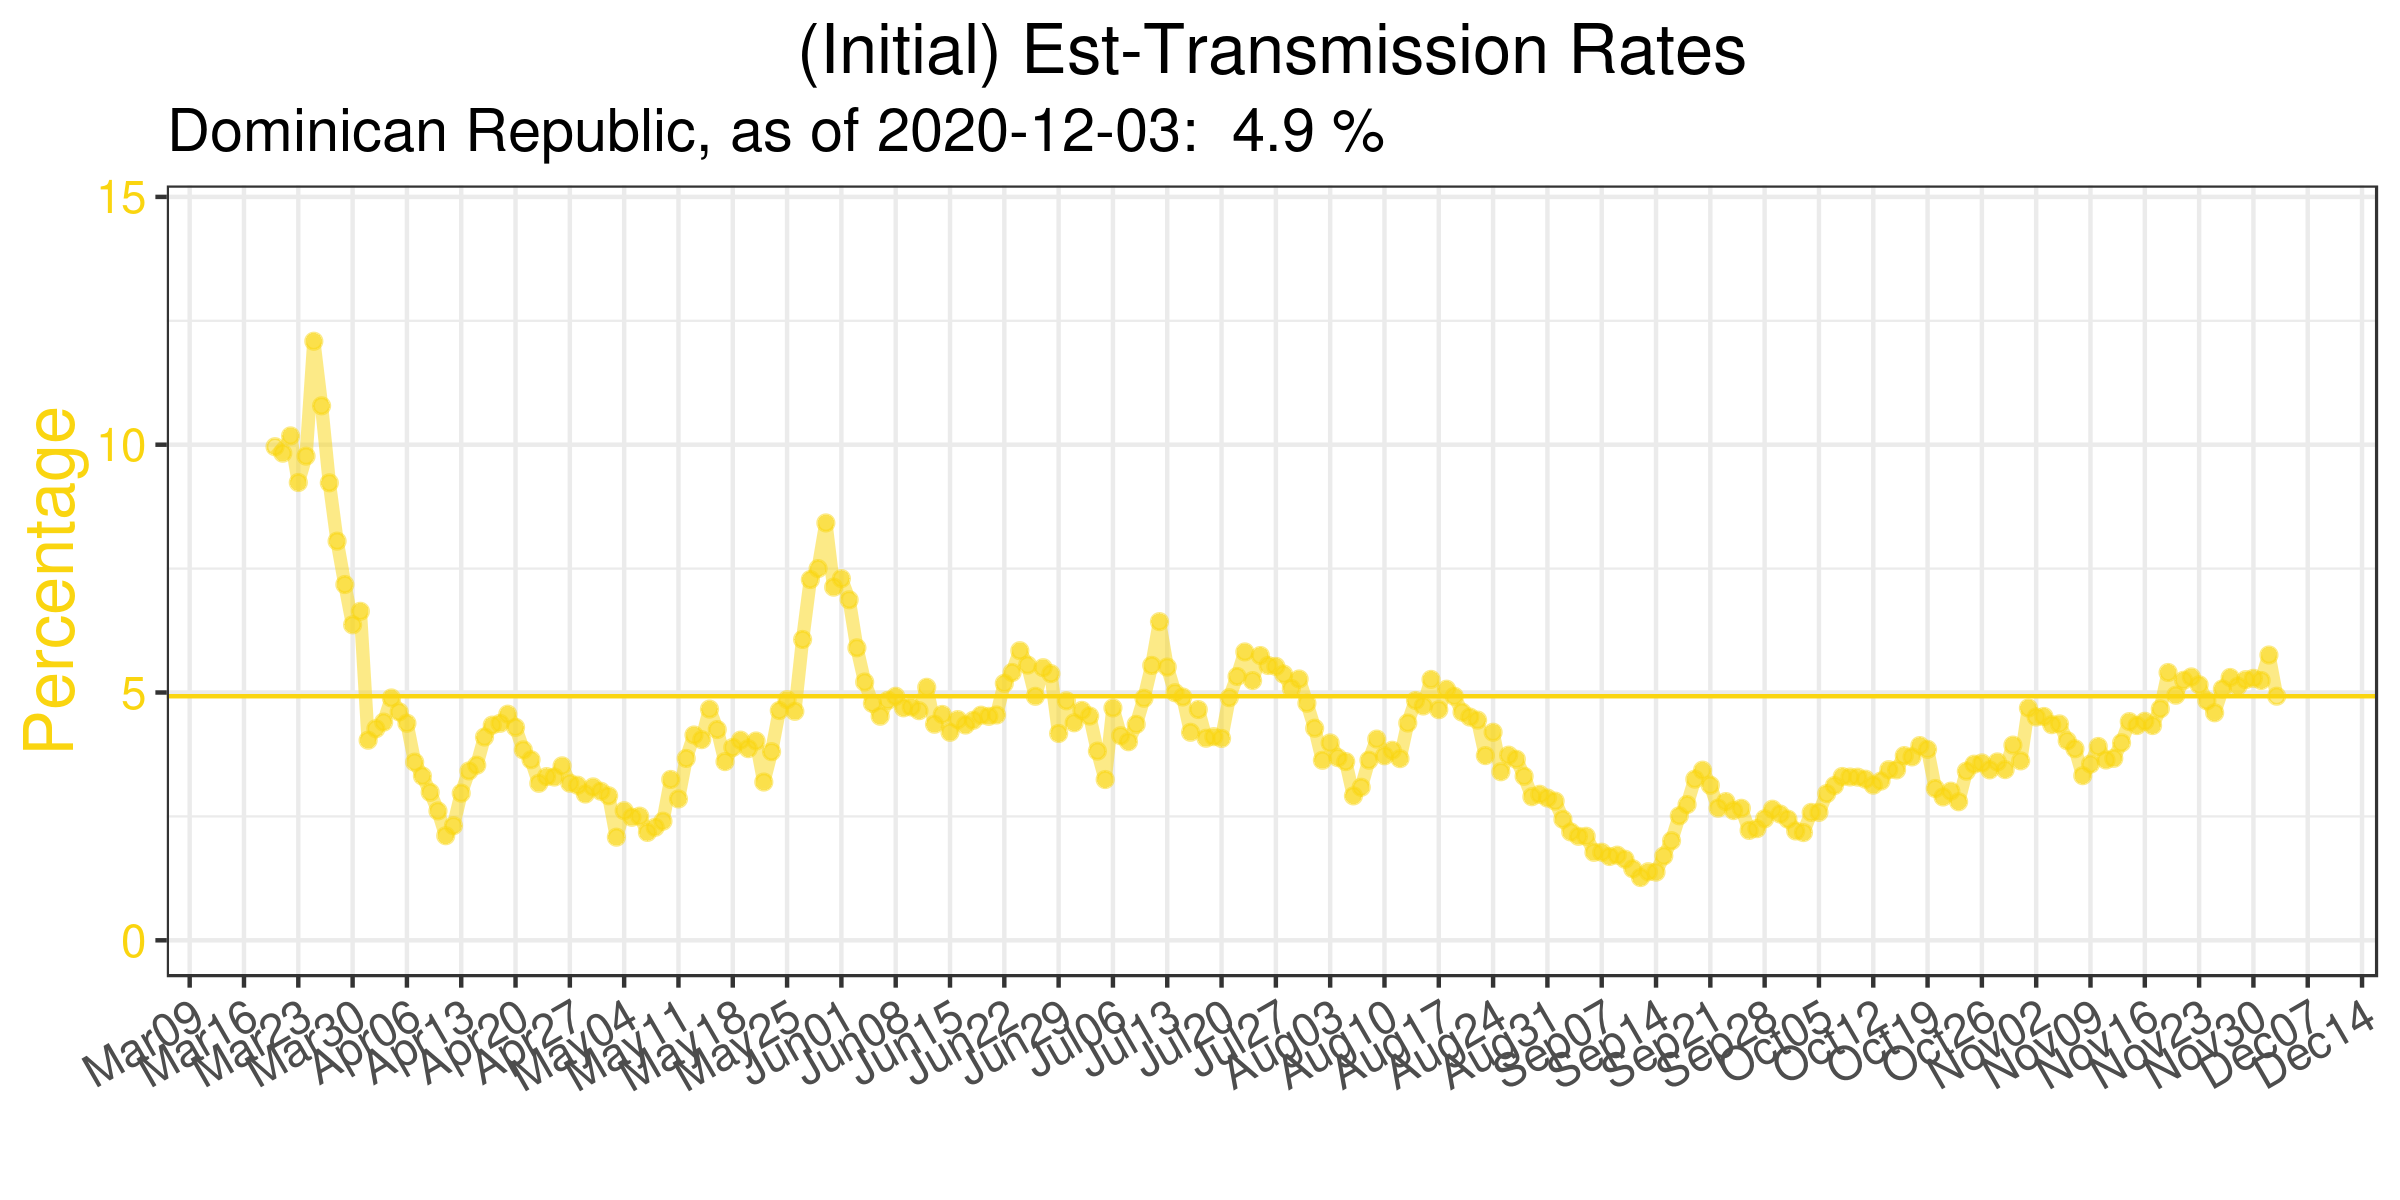 (Initial) Est-Transmission Rates
Dominican Republic, as of 2020-12-03: 4.9 %
Percentage
15
10
5
0
Mar09
Mar16
Mar23
Mar30
Apr06
Apr13
Apr20
Apr27
May04
May11
May18
May25
Jun01
Jun08
Jun15
Jun22
Jun29
Jul06
Jul13
Jul20
Jul27
Aug03
Aug10
Aug17
Aug24
Aug31
Sep07
Sep14
Sep21
Sep28
Oct05
Oct12
Oct19
Oct26
Nov02
Nov09
Nov16
Nov23
Nov30
Dec07
Dec14